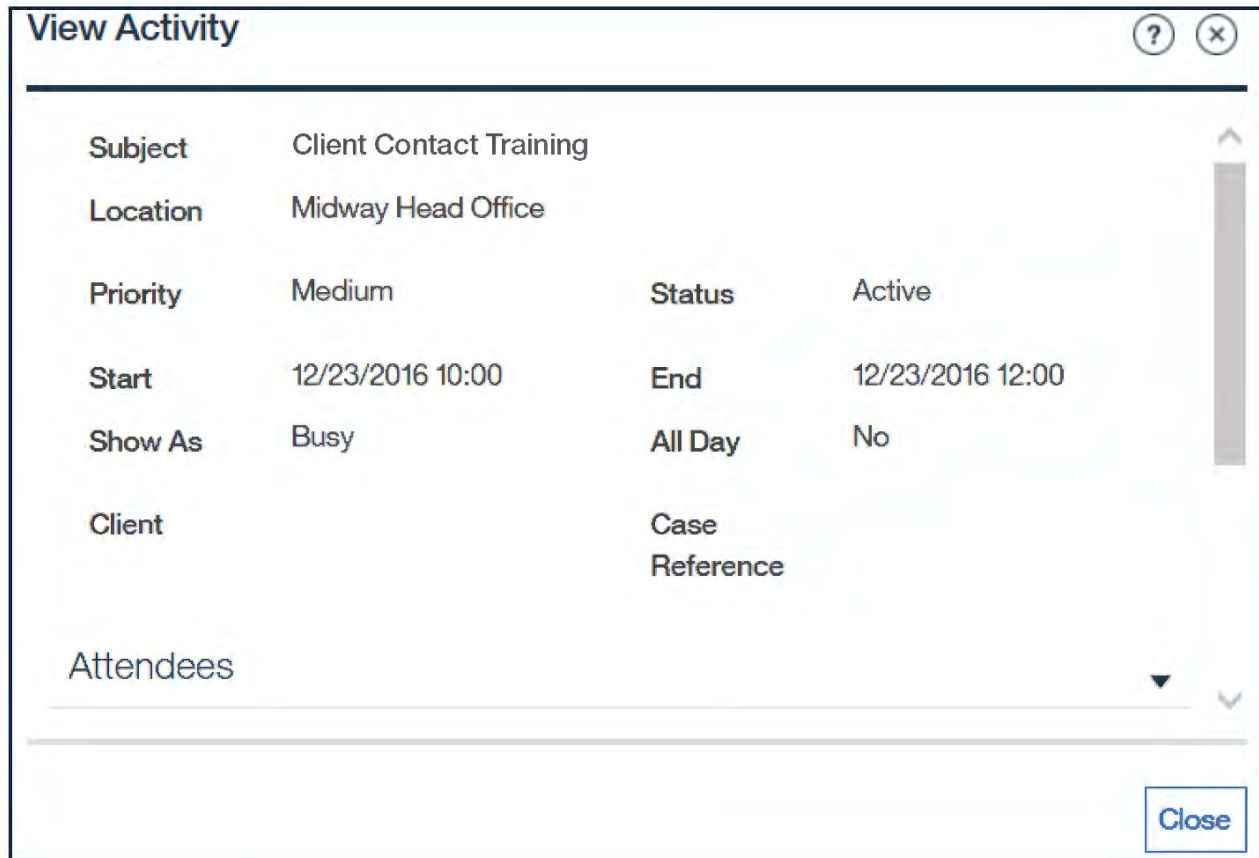 View Activity ? ×
Subject Client Contact Training
Location Midway Head Office
Priority Medium Status Active
Start 12/23/2016 10:00 End 12/23/2016 12:00
Show As Busy All Day No
Client Case
Reference
Attendees
Close